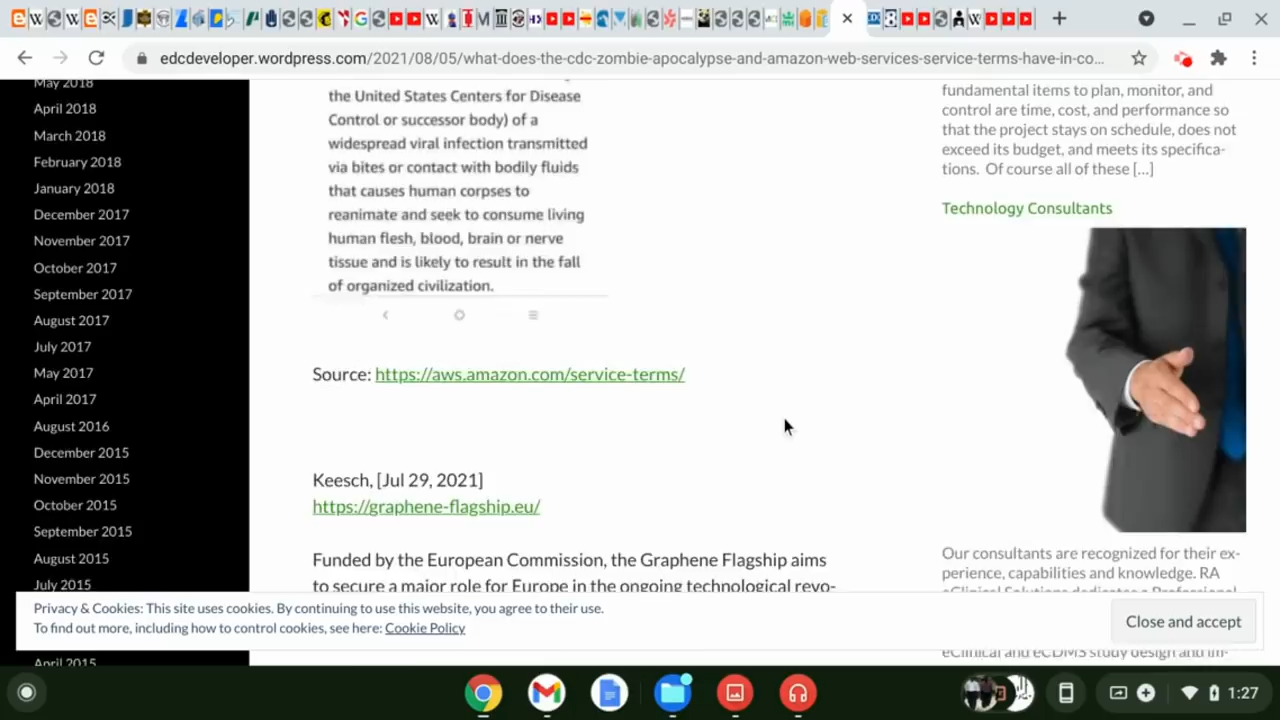 edcdeveloper.wordpress.com/2021/08/05/what-does-the-cdc-zombie-apocalypse-and-amazon-web-services-service-terms-have-in-co...
May 2018
April 2018
March 2018
February 2018
January 2018
December 2017
November 2017
October 2017
September 2017
August 2017
July 2017
May 2017
April 2017
August 2016
December 2015
November 2015
October 2015
September 2015
August 2015
July 2015
April 2015
the United States Centers for Disease
Control or successor body) of a
widespread viral infection transmitted
via bites or contact with bodily fluids
that causes human corpses to
reanimate and seek to consume living
human flesh, blood, brain or nerve
tissue and is likely to result in the fall
of organized civilization.
Source: https://aws.amazon.com/service-terms/
Keesch, [Jul 29, 2021]
https://graphene-flagship.eu/
Funded by the European Commission, the Graphene Flagship aims
to secure a major role for Europe in the ongoing technological revo-
fundamental items to plan, monitor, and
control are time, cost, and performance so
that the project stays on schedule, does not
exceed its budget, and meets its specifica-
tions. Of course all of these [...]
Technology Consultants
Our consultants are recognized for their ex-
perience, capabilities and knowledge. RA
eClinical Solutions dedicates a Professional
eClinical and eCDMS study design and im-
Privacy & Cookies: This site uses cookies. By continuing to use this website, you agree to their use.
To find out more, including how to control cookies, see here: Cookie Policy
Close and accept
1:27